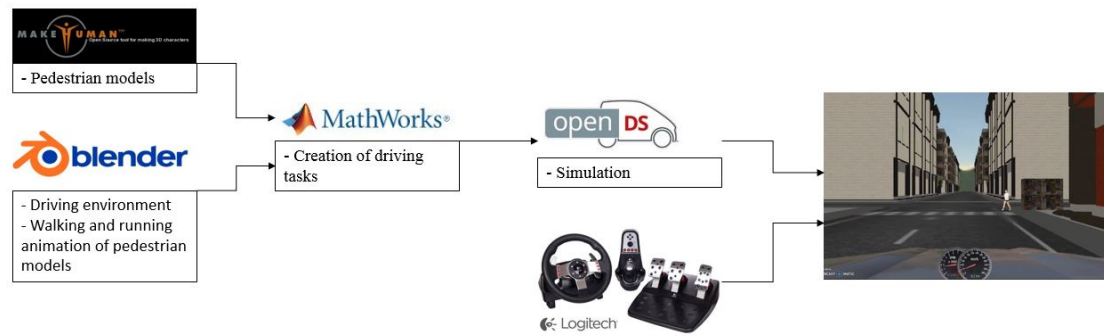 MAKEHUMAN™
Open Source tool for making 3D characters
- Pedestrian models
blender
- Driving environment
- Walking and running
animation of pedestrian
models
MathWorks®
- Creation of driving
tasks
open DS
- Simulation
Logitech